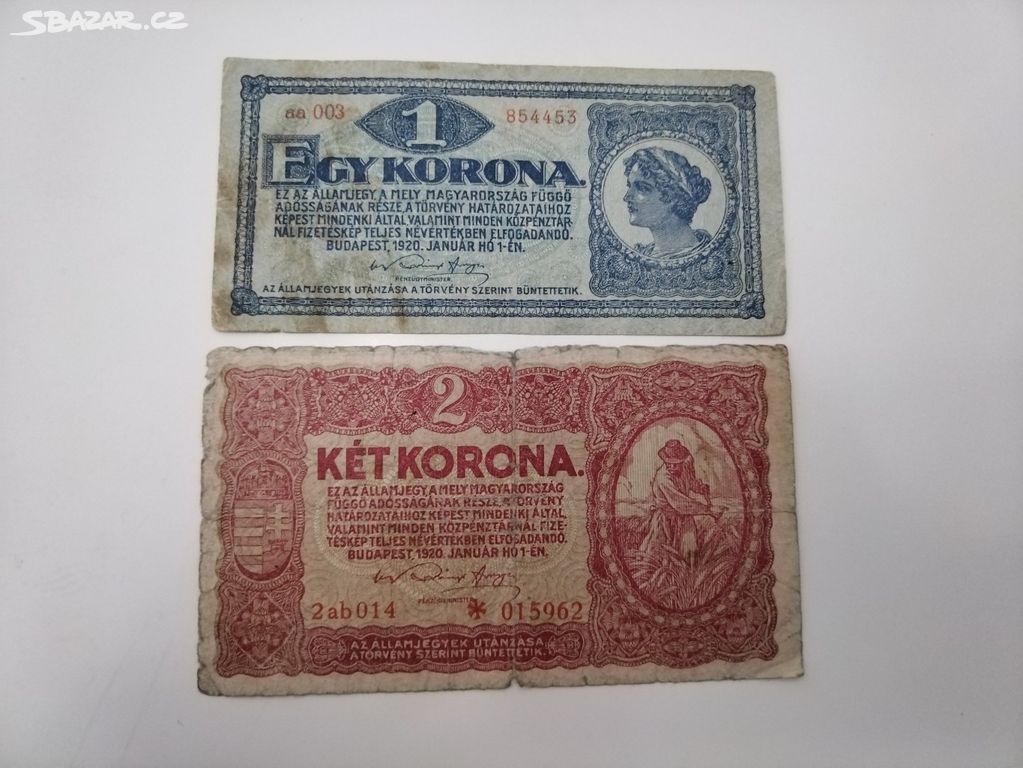 SBAZAR.CZ
aa 003
1
854453
EGY KORONA.
EZ AZ ÁLLAMJEGY, A MELY MAGYARORSZÁG FÜGGŐ
ADÓSSÁGÁNAK RÉSZE, A TÖRVÉNY HATÁROZATAIHOZ
KÉPEST MINDENKI ÁLTAL, VALAMINT MINDEN KÖZPÉNZTÁR-
NÁL FIZETÉSKÉP TELJES NÉVÉRTÉKBEN ELFOGADANDÓ.
BUDAPEST, 1920. JANUÁR HÓ 1-ÉN.
PÉNZÜGYMINISTER.
AZ ÁLLAMJEGYEK UTÁNZÁSA A TÖRVÉNY SZERINT BÜNTETTETIK.
2
KÉT KORONA.
EZ AZ ÁLLAMJEGY, A MELY MAGYARORSZÁG
FÜGGŐ ADÓSSÁGÁNAK RÉSZE, A TÖRVÉNY
HATÁROZATAIHOZ KÉPEST MINDENKI ÁLTAL,
VALAMINT MINDEN KÖZPÉNZTÁRNÁL FIZE-
TÉSKÉP TELJES NÉVÉRTÉKBEN ELFOGADANDÓ.
BUDAPEST, 1920. JANUÁR HÓ 1-ÉN.
PÉNZÜGYMINISTER.
2ab014 * 015962
AZ ÁLLAMJEGYEK UTÁNZÁSA
A TÖRVÉNY SZERINT BÜNTETTETIK.